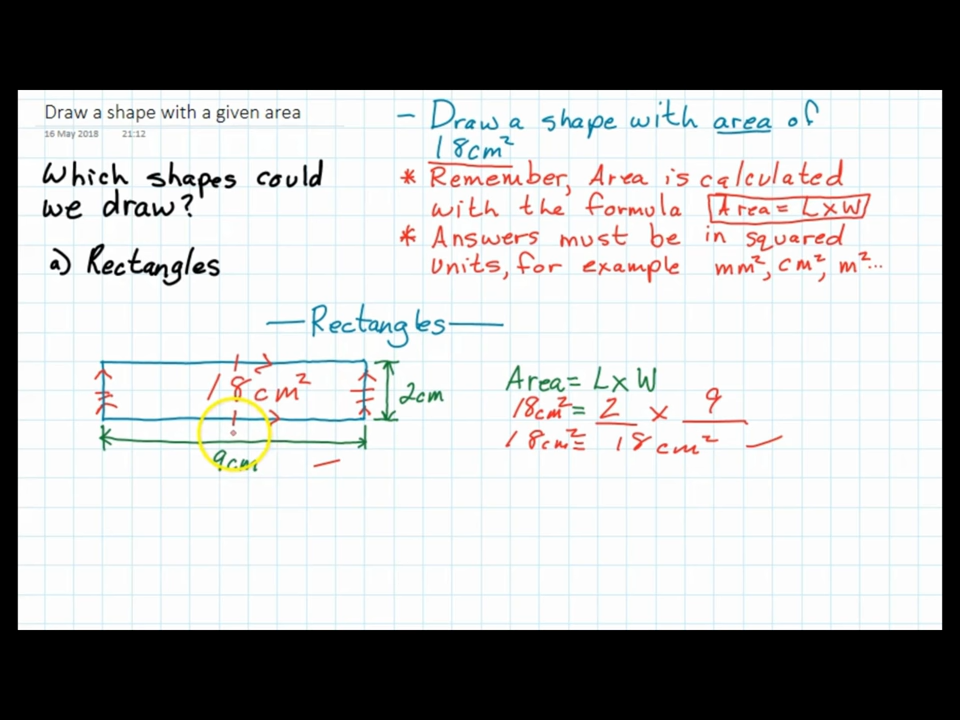 Draw a shape with a given area
16 May 2018 21:12
Which shapes could
we draw?
a) Rectangles
- Draw a shape with area of
18cm²
* Remember, Area is calculated
with the formula Area = L x W
* Answers must be in squared
units, for example mm², cm², m²...
—Rectangles—
18cm²
2cm
9cm
Area = L x W
18cm² = 2 x 9
18cm² = 18cm²